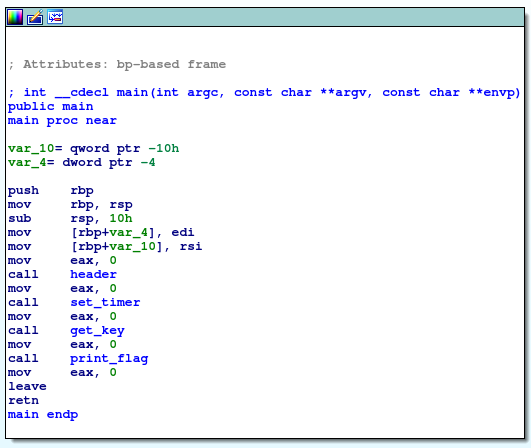 ; Attributes: bp-based frame
; int __cdecl main(int argc, const char **argv, const char **envp)
public main
main proc near
var_10= qword ptr -10h
var_4= dword ptr -4
push rbp
mov rbp, rsp
sub rsp, 10h
mov [rbp+var_4], edi
mov [rbp+var_10], rsi
mov eax, 0
call header
mov eax, 0
call set_timer
mov eax, 0
call get_key
mov eax, 0
call print_flag
mov eax, 0
leave
retn
main endp